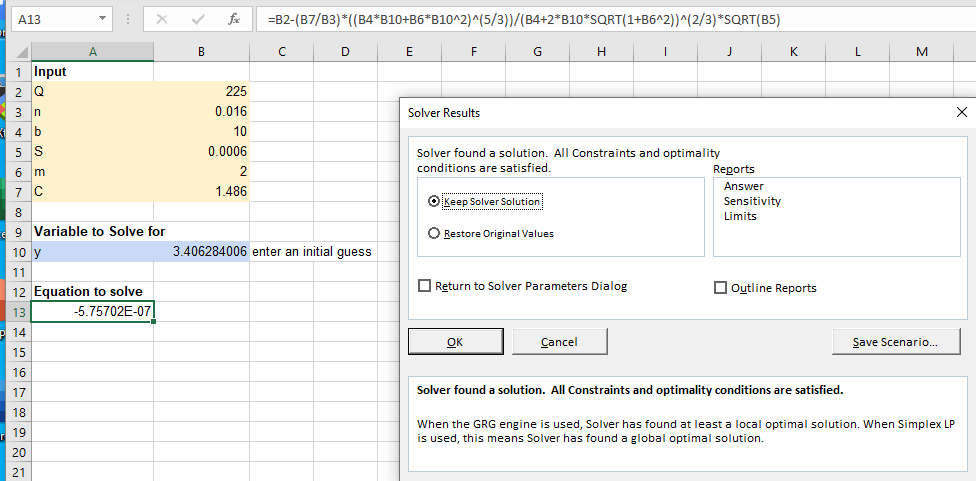 A13
fx
=B2-(B7/B3)*((B4*B10+B6*B10^2)^(5/3))/(B4+2*B10*SQRT(1+B6^2))^(2/3)*SQRT(B5)
A B C D E F G H I J K L M
1 Input
2 Q 225
3 n 0.016
4 b 10
5 S 0.0006
6 m 2
7 C 1.486
8
9 Variable to Solve for
10 y 3.406284006 enter an initial guess
11
12 Equation to solve
13 -5.75702E-07
14
15
16
17
18
19
20
21
Solver Results
Solver found a solution. All Constraints and optimality
conditions are satisfied.
Reports
Answer
Sensitivity
Limits
Keep Solver Solution
Restore Original Values
Return to Solver Parameters Dialog
Outline Reports
OK
Cancel
Save Scenario...
Solver found a solution. All Constraints and optimality conditions are satisfied.
When the GRG engine is used, Solver has found at least a local optimal solution. When Simplex LP
is used, this means Solver has found a global optimal solution.